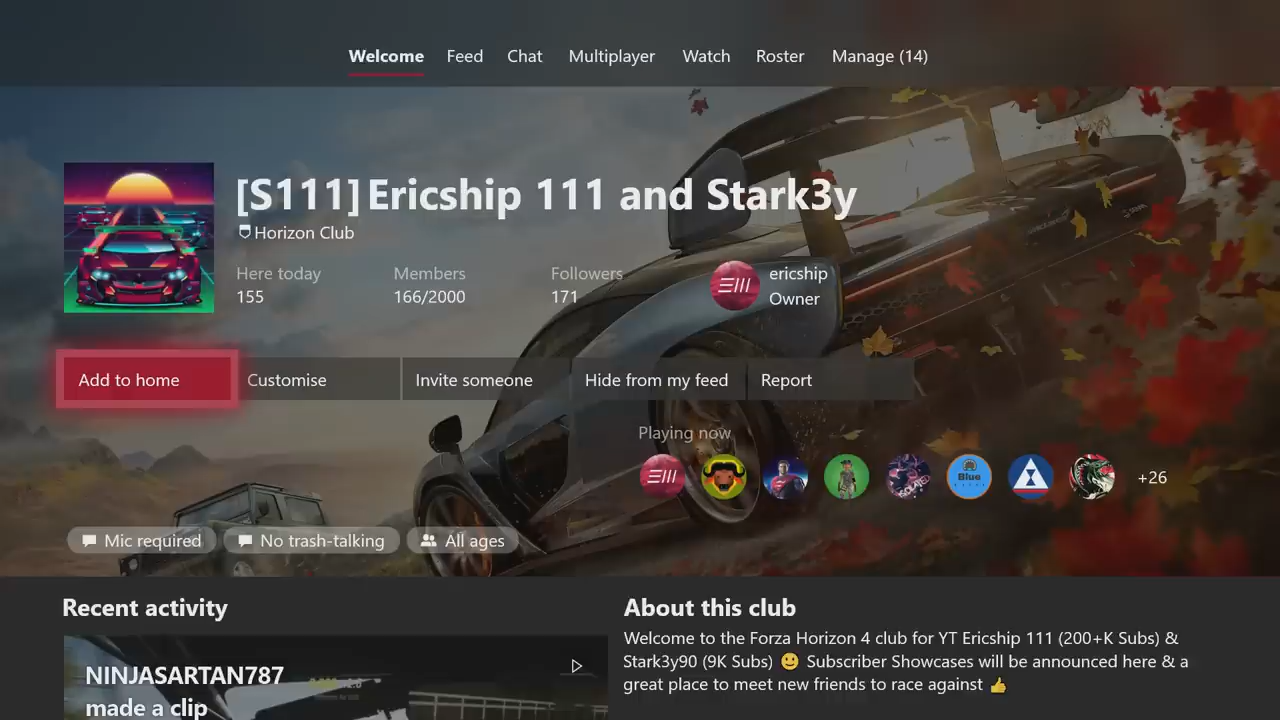 Welcome Feed Chat Multiplayer Watch Roster Manage (14)
[S111] Ericship 111 and Stark3y
Horizon Club
Here today Members Followers ericship
155 166/2000 171 Owner
Add to home Customise Invite someone Hide from my feed Report
Playing now
Blue
+26
Mic required No trash-talking All ages
Recent activity
NINJASARTAN787
made a clip
About this club
Welcome to the Forza Horizon 4 club for YT Ericship 111 (200+K Subs) &
Stark3y90 (9K Subs) 🙂 Subscriber Showcases will be announced here & a
great place to meet new friends to race against 👍